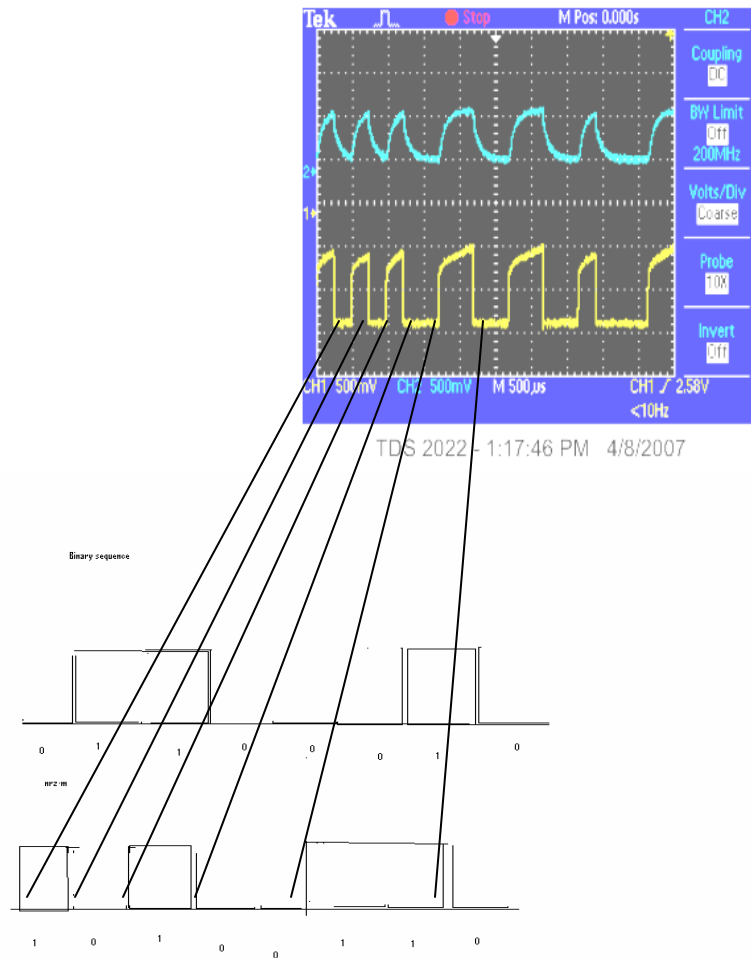 Tek Stop M Pos: 0.000s CH2
Coupling
DC
BW Limit
Off
200MHz
2
Volts/Div
Coarse
1
Probe
10X
Invert
Off
CH1 500mV CH2 500mV M 500µs CH1 2.58V
<10Hz
TDS 2022 - 1:17:46 PM 4/8/2007
Binary sequence
0 1 1 0 0 0 1 0
nrz-m
1 0 1 0 0 1 1 0